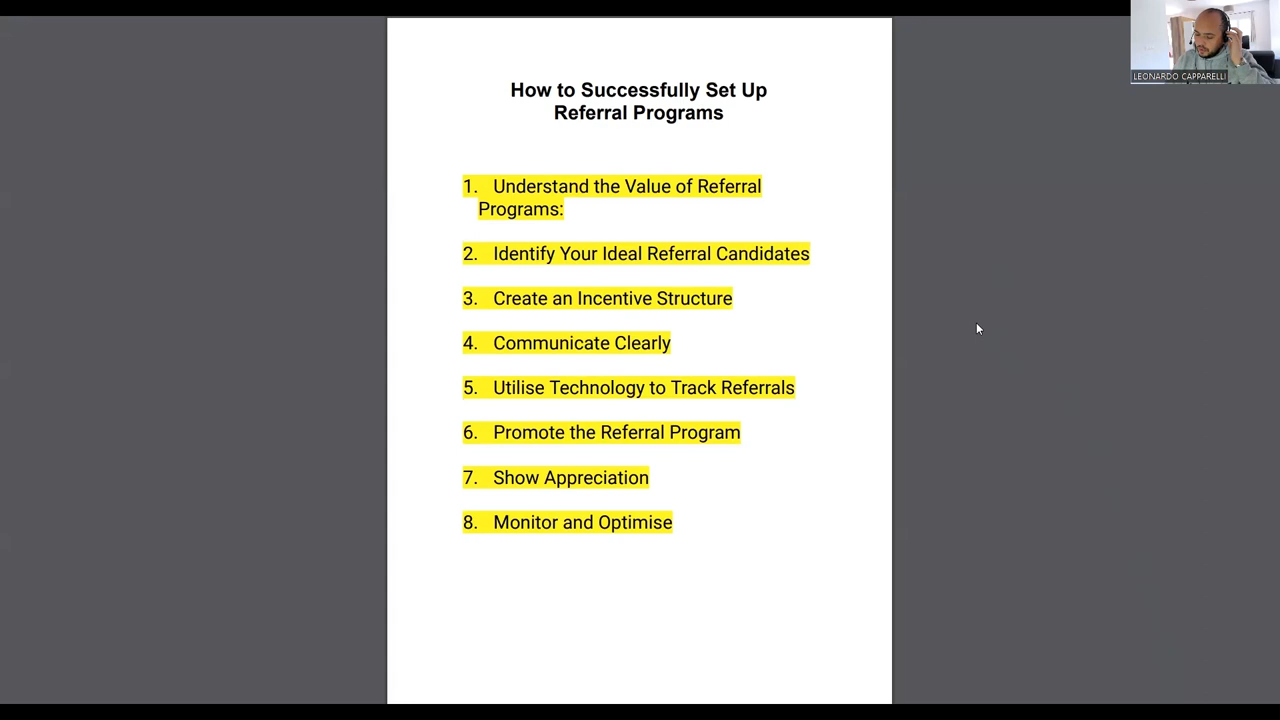 LEONARDO CAPPARELLI
How to Successfully Set Up
Referral Programs
1. Understand the Value of Referral
Programs:
2. Identify Your Ideal Referral Candidates
3. Create an Incentive Structure
4. Communicate Clearly
5. Utilise Technology to Track Referrals
6. Promote the Referral Program
7. Show Appreciation
8. Monitor and Optimise